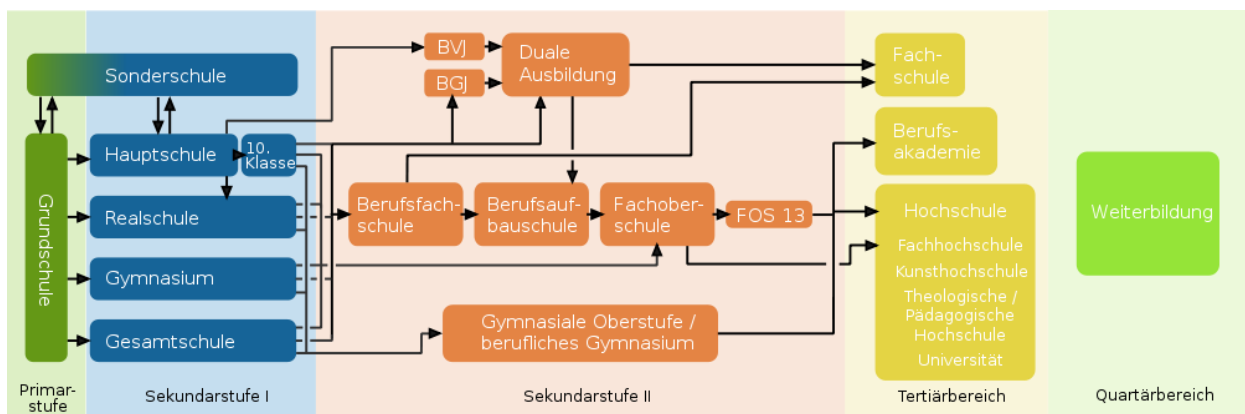 Sonderschule
Grundschule
Hauptschule
10.
Klasse
Realschule
Gymnasium
Gesamtschule
BVJ
BGJ
Duale
Ausbildung
Berufsfach-
schule
Berufsauf-
bauschule
Fachober-
schule
FOS 13
Gymnasiale Oberstufe /
berufliches Gymnasium
Fach-
schule
Berufs-
akademie
Hochschule
Fachhochschule
Kunsthochschule
Theologische /
Pädagogische
Hochschule
Universität
Weiterbildung
Primar-
stufe
Sekundarstufe I
Sekundarstufe II
Tertiärbereich
Quartärbereich